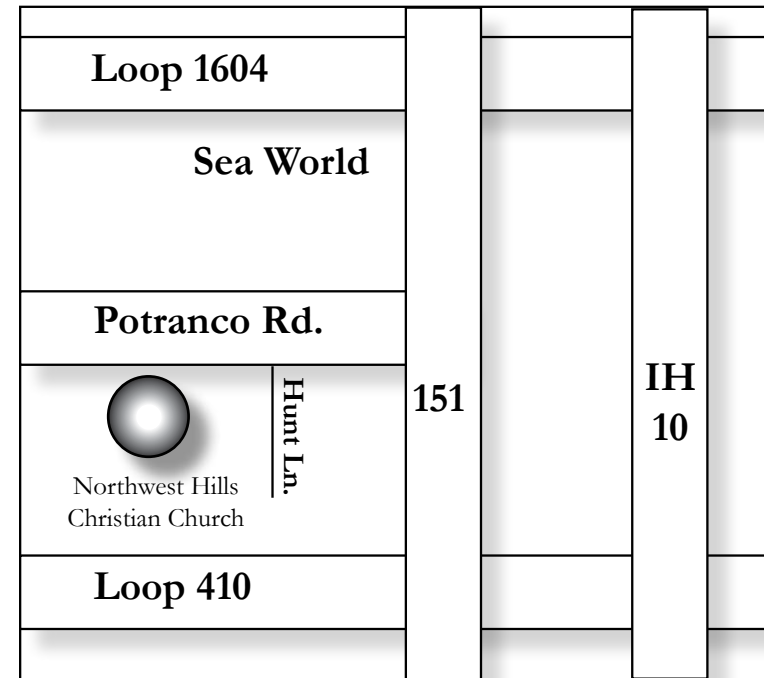 Loop 1604
Sea World
Potranco Rd.
Hunt Ln.
151
IH
10
Northwest Hills
Christian Church
Loop 410